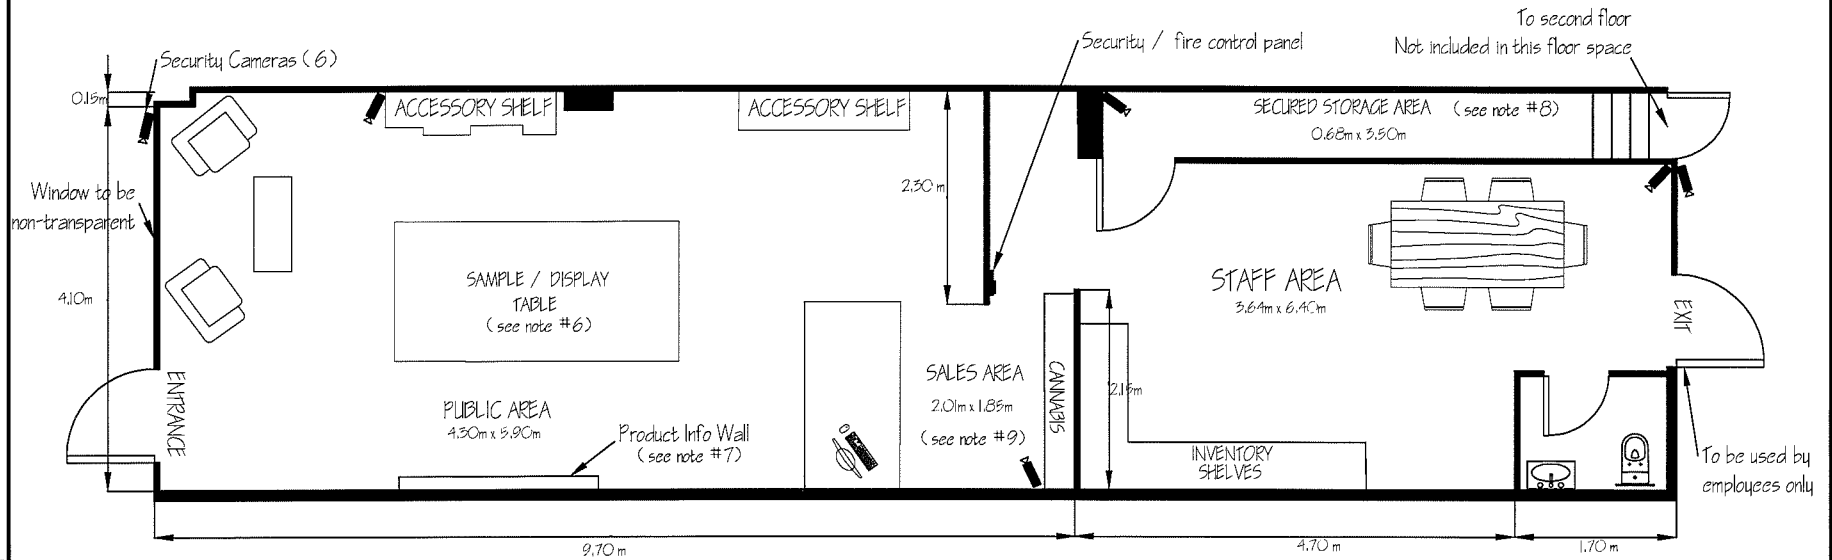 To second floor
Not included in this floor space
Security / fire control panel
Security Cameras (6)
0.15m
ACCESSORY SHELF
ACCESSORY SHELF
SECURED STORAGE AREA (see note #8)
0.68m x 3.50m
2.30 m
Window to be
non-transparent
4.10m
SAMPLE / DISPLAY
TABLE
(see note #6)
STAFF AREA
3.64m x 6.40m
EXIT
ENTRANCE
SALES AREA
2.01m x 1.85m
(see note #9)
CANNABIS
2.15m
PUBLIC AREA
4.30m x 5.90m
Product Info Wall
(see note #7)
INVENTORY
SHELVES
To be used by
employees only
9.70 m
4.70 m
1.70 m